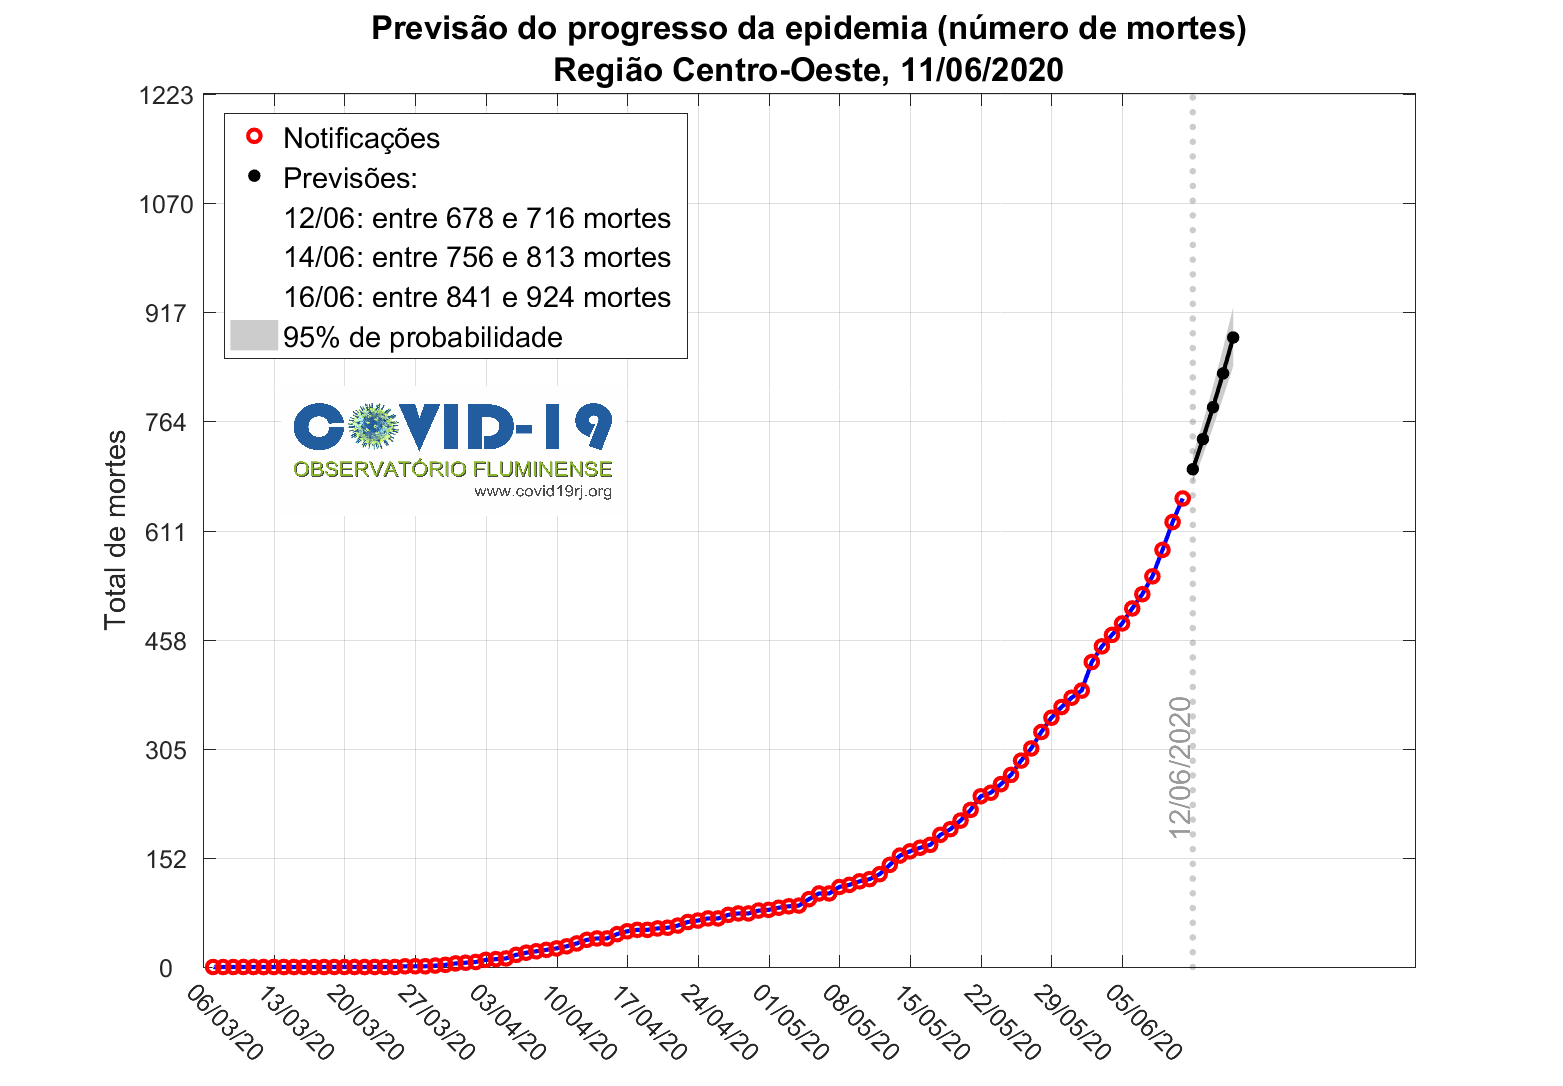 Previsão do progresso da epidemia (número de mortes)
Região Centro-Oeste, 11/06/2020
1223
1070
917
764
611
458
305
152
0
Total de mortes
Notificações
Previsões:
12/06: entre 678 e 716 mortes
14/06: entre 756 e 813 mortes
16/06: entre 841 e 924 mortes
95% de probabilidade
COVID-19
OBSERVATÓRIO FLUMINENSE
www.covid19rj.org
12/06/2020
06/03/20
13/03/20
20/03/20
27/03/20
03/04/20
10/04/20
17/04/20
24/04/20
01/05/20
08/05/20
15/05/20
22/05/20
29/05/20
05/06/20